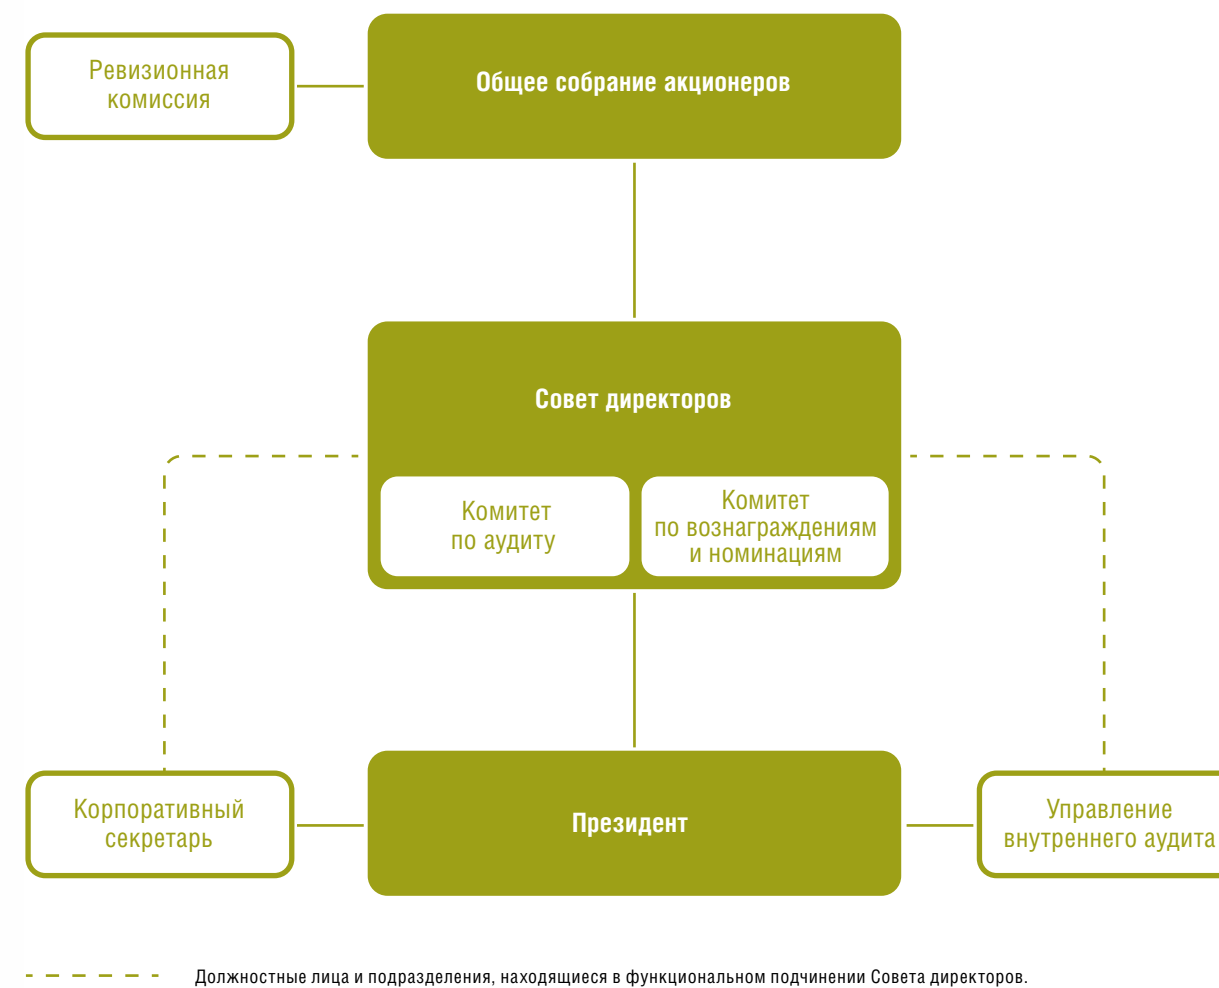 Ревизионная
комиссия
Общее собрание акционеров
Совет директоров
Комитет
по аудиту
Комитет
по вознаграждениям
и номинациям
Корпоративный
секретарь
Президент
Управление
внутреннего аудита
Должностные лица и подразделения, находящиеся в функциональном подчинении Совета директоров.